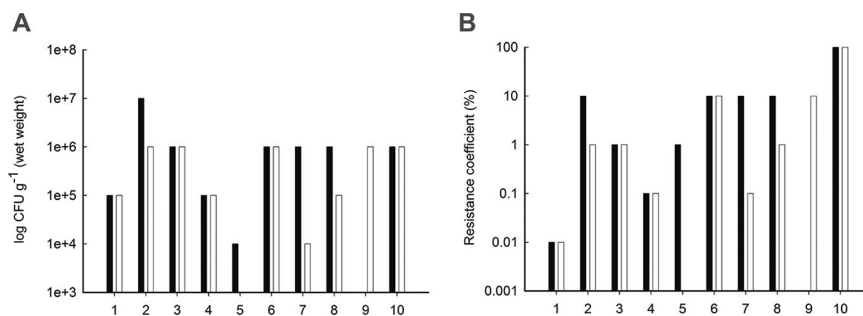 A
log CFU g⁻¹ (wet weight)
1e+8
1e+7
1e+6
1e+5
1e+4
1e+3
1 2 3 4 5 6 7 8 9 10
B
Resistance coefficient (%)
100
10
1
0.1
0.01
0.001
1 2 3 4 5 6 7 8 9 10